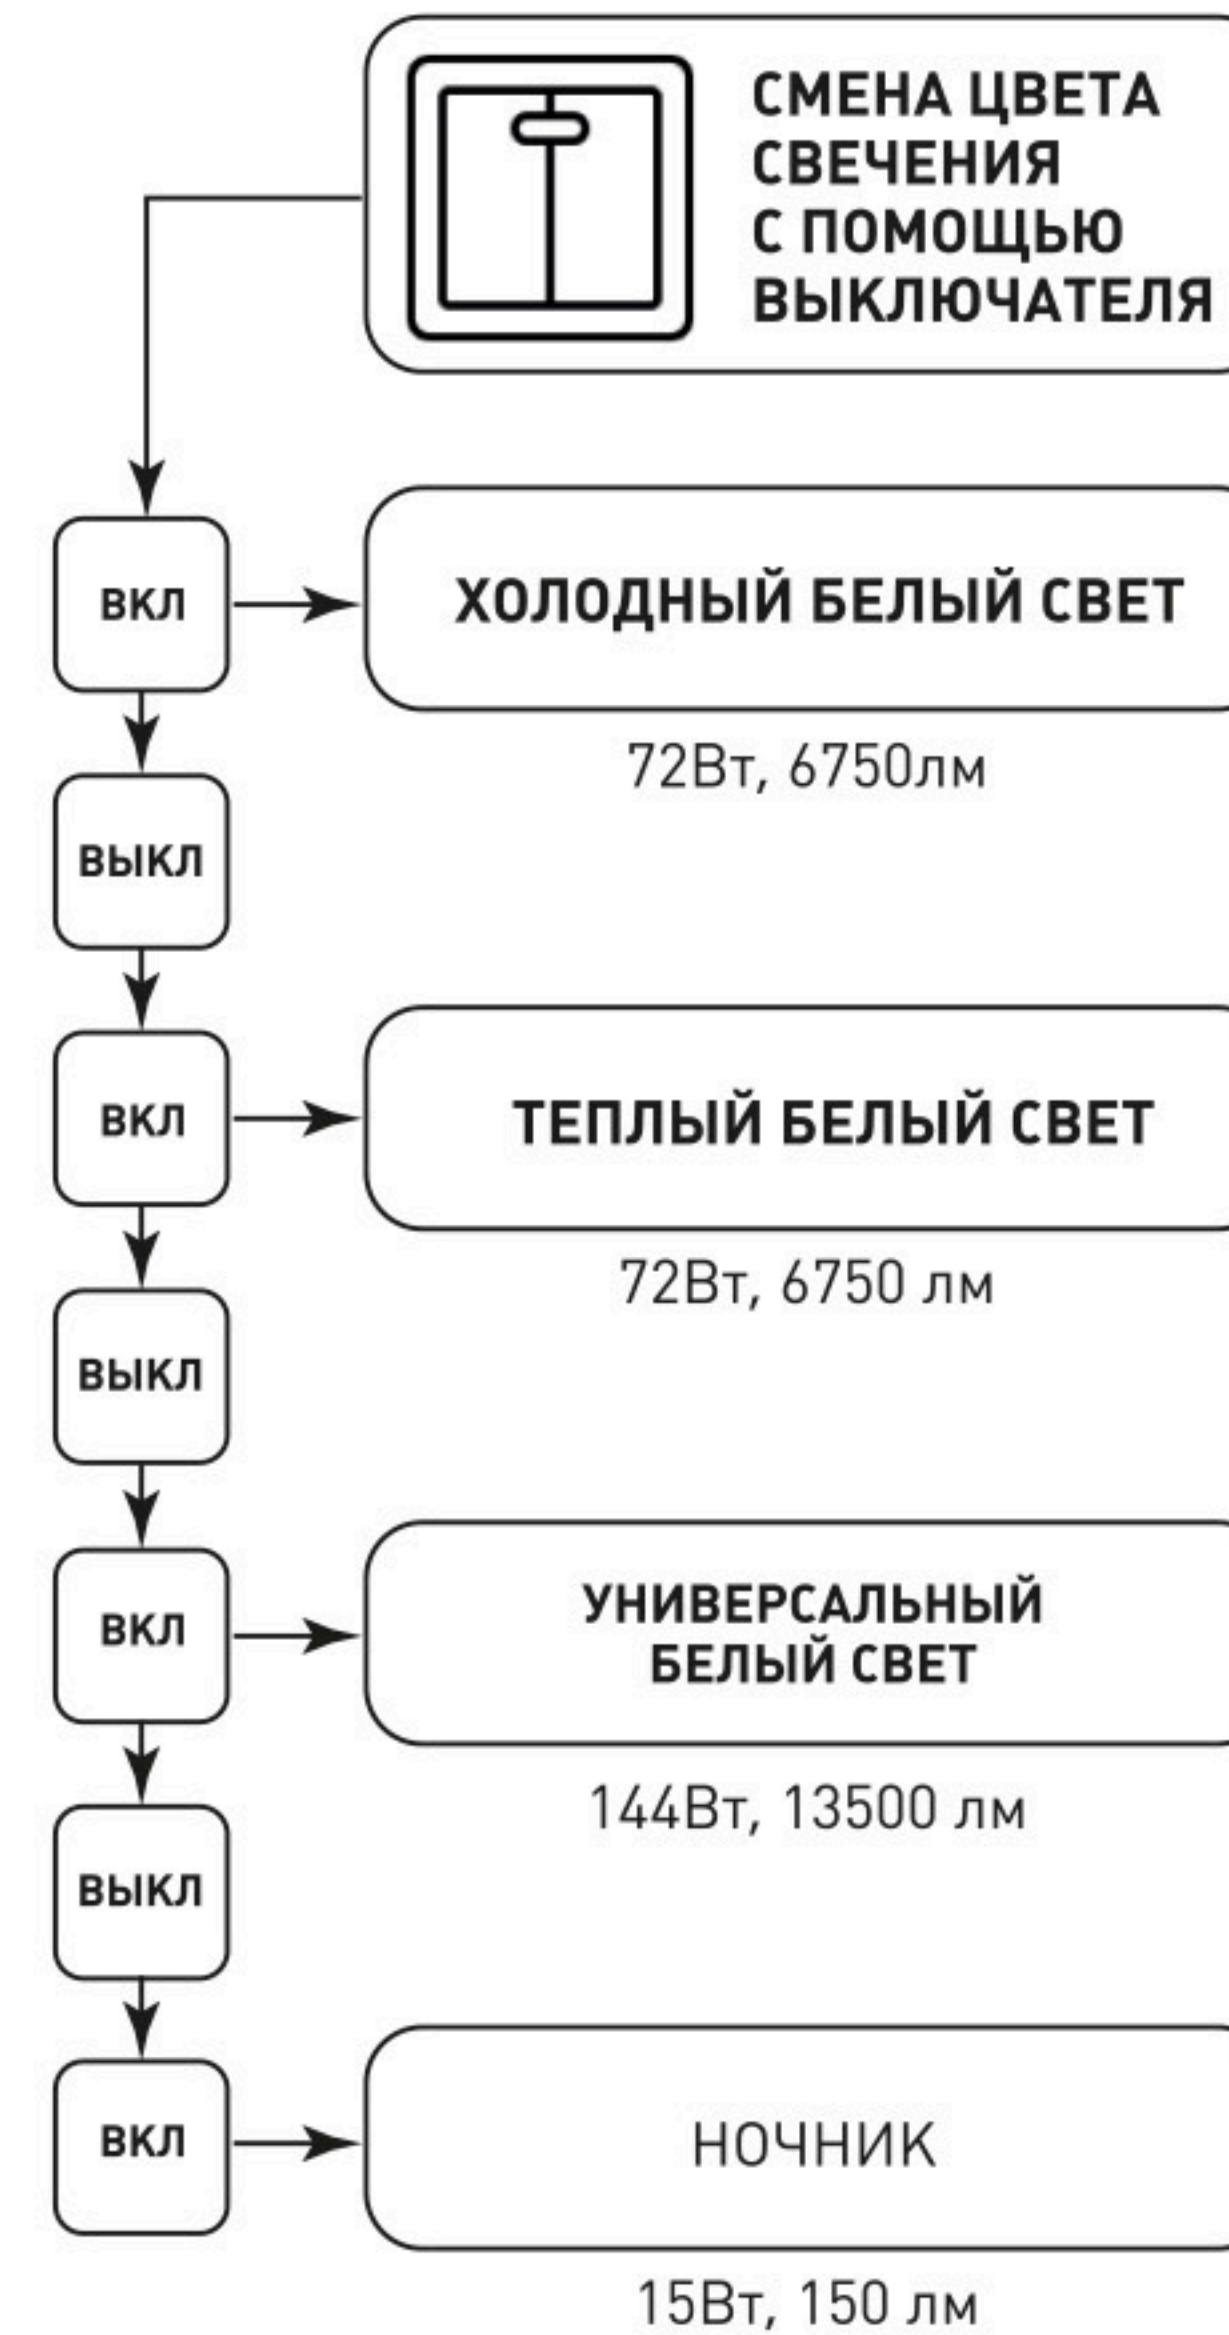 СМЕНА ЦВЕТА
СВЕЧЕНИЯ
С ПОМОЩЬЮ
ВЫКЛЮЧАТЕЛЯ
ВКЛ
ХОЛОДНЫЙ БЕЛЫЙ СВЕТ
72Вт, 6750лм
ВЫКЛ
ВКЛ
ТЕПЛЫЙ БЕЛЫЙ СВЕТ
72Вт, 6750 лм
ВЫКЛ
ВКЛ
УНИВЕРСАЛЬНЫЙ
БЕЛЫЙ СВЕТ
144Вт, 13500 лм
ВЫКЛ
ВКЛ
НОЧНИК
15Вт, 150 лм